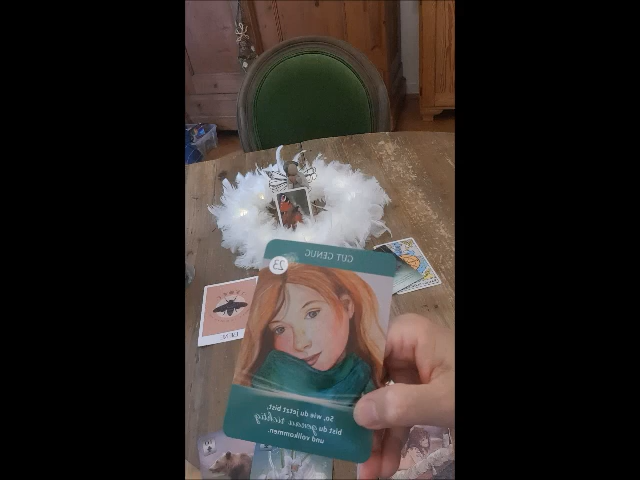 GUT GENUG
23
So, wie du jetzt bist,
bist du genau richtig
und vollkommen.